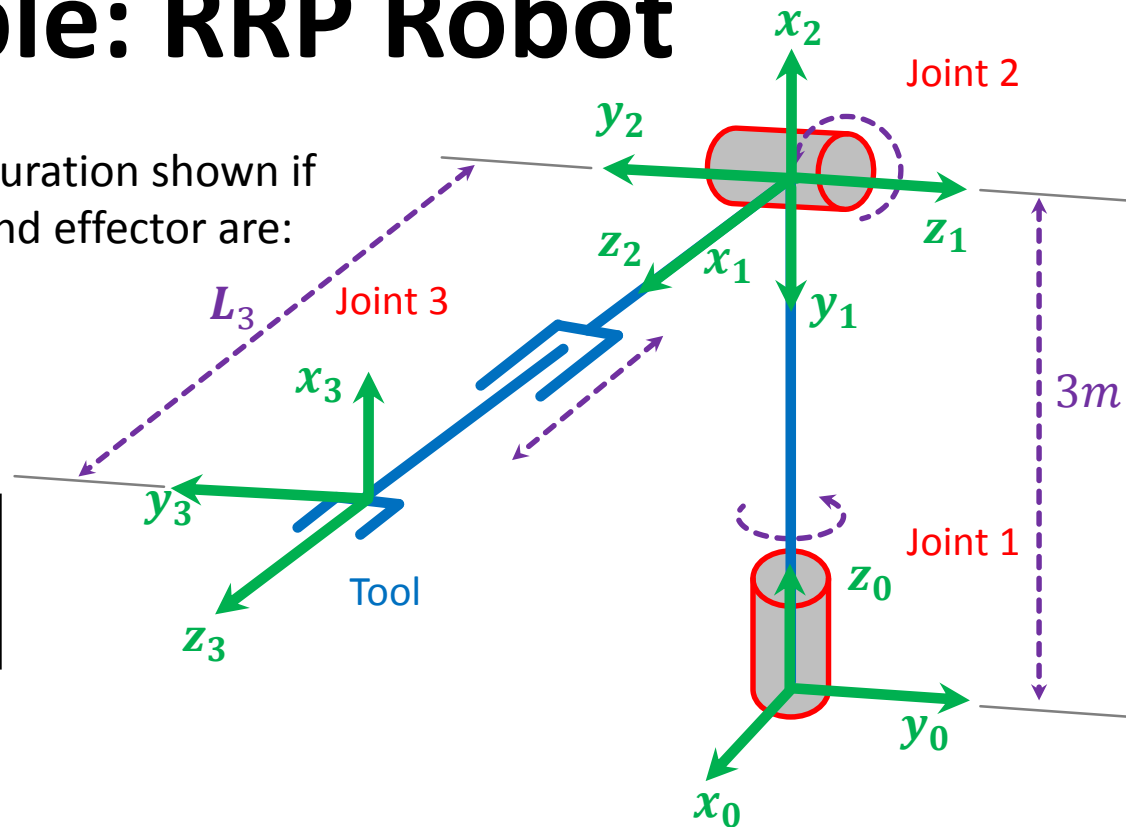 ple: RRP Robot
uration shown if
nd effector are:
x₂
Joint 2
y₂
z₁
z₂
x₁
L₃
Joint 3
y₁
x₃
3m
y₃
Joint 1
z₀
Tool
z₃
y₀
x₀